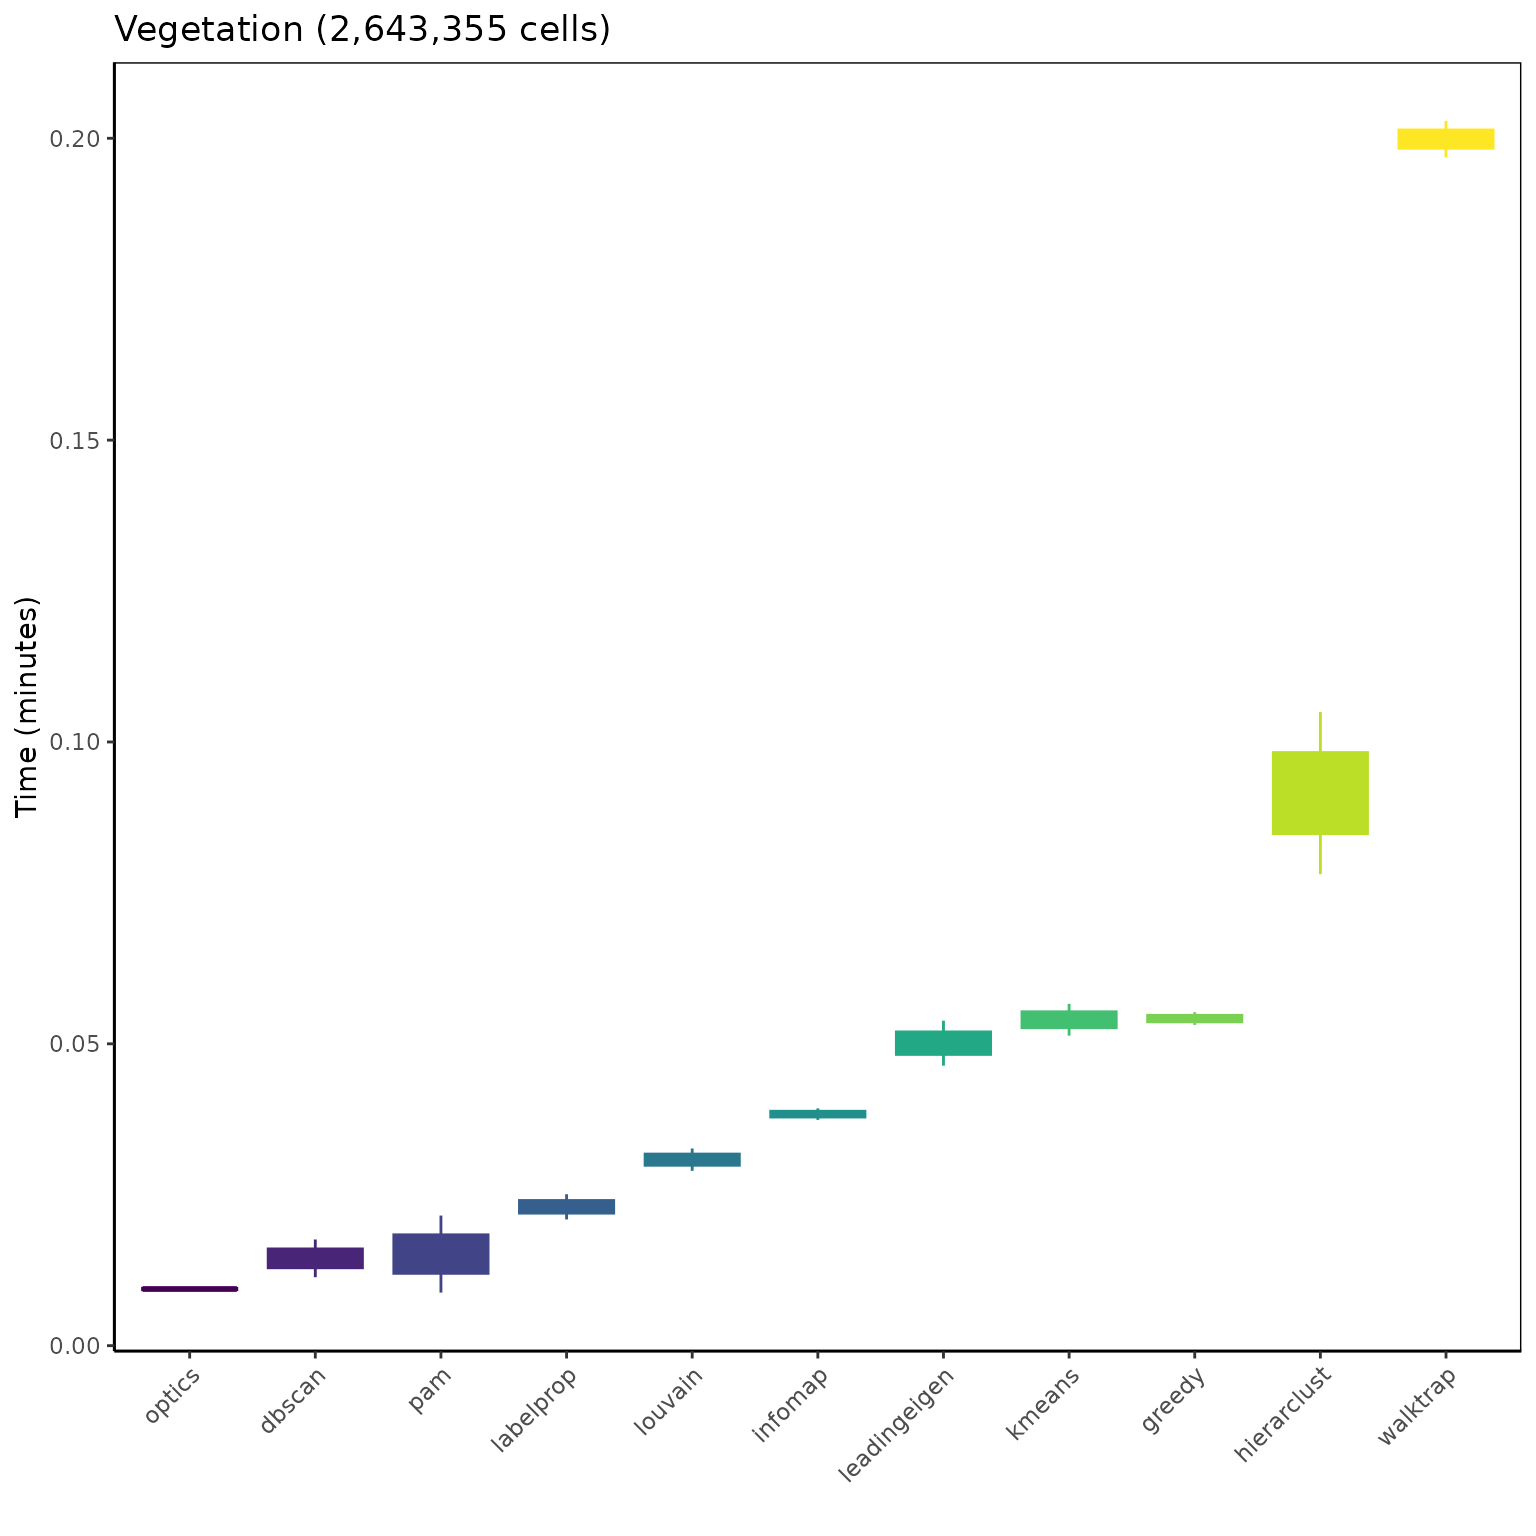 Vegetation (2,643,355 cells)
Time (minutes)
0.20
0.15
0.10
0.05
0.00
optics
dbscan
pam
labelprop
louvain
infomap
leadingeigen
kmeans
greedy
hierarclust
walktrap